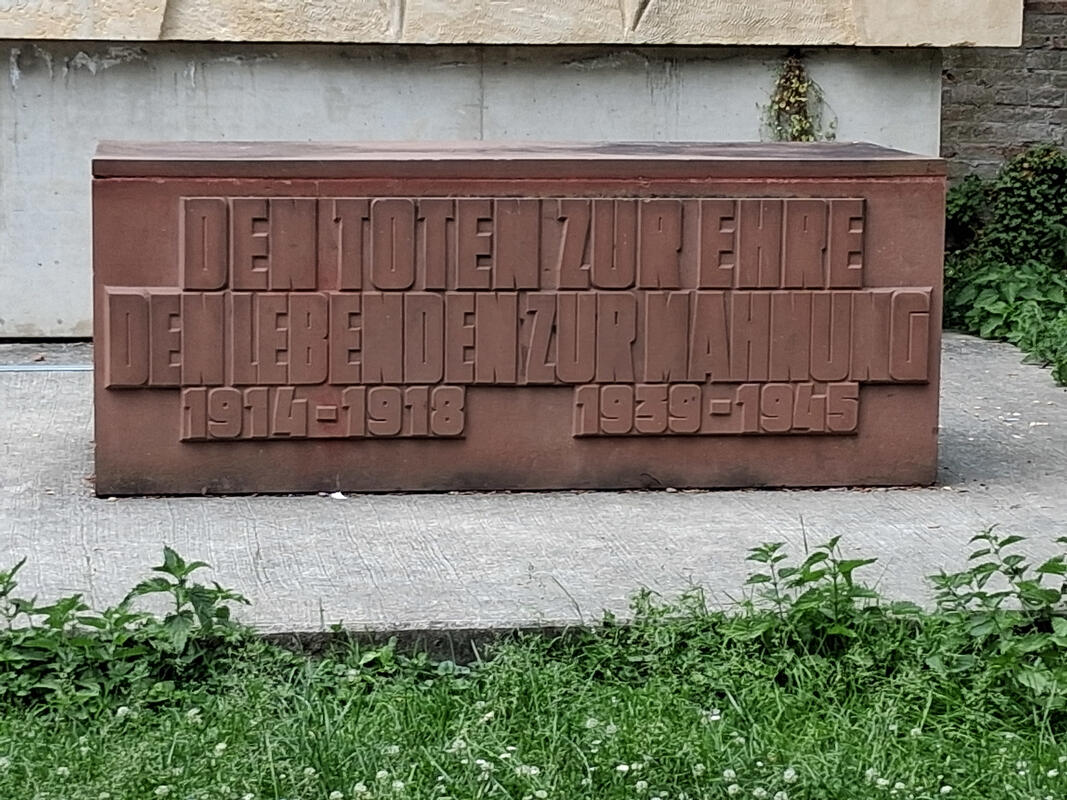 DEN TOTEN ZUR EHRE
DEN LEBENDEN ZUR MAHNUNG
1914-1918 1939-1945